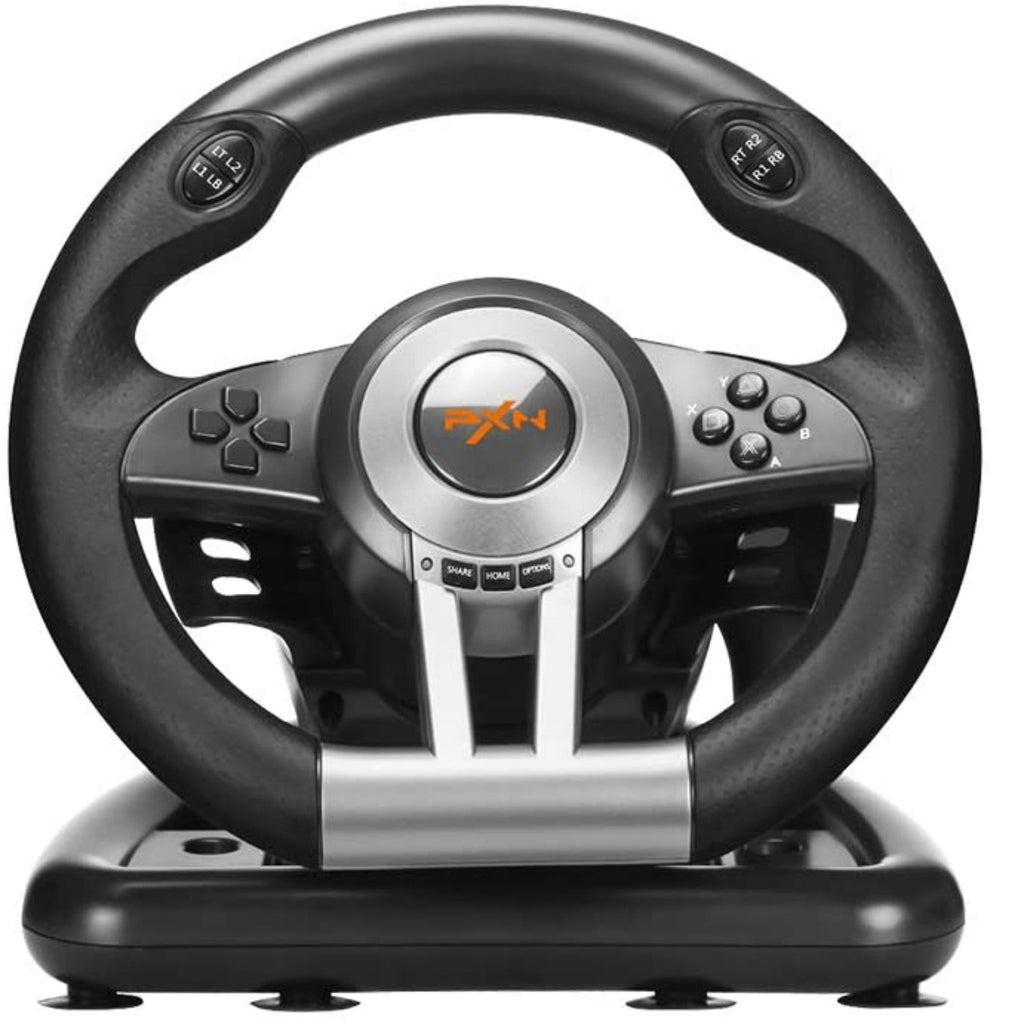 LT L2
L1 LB
RT R2
R1 RB
PXN
Y
X
B
A
SHARE
HOME
OPTIONS